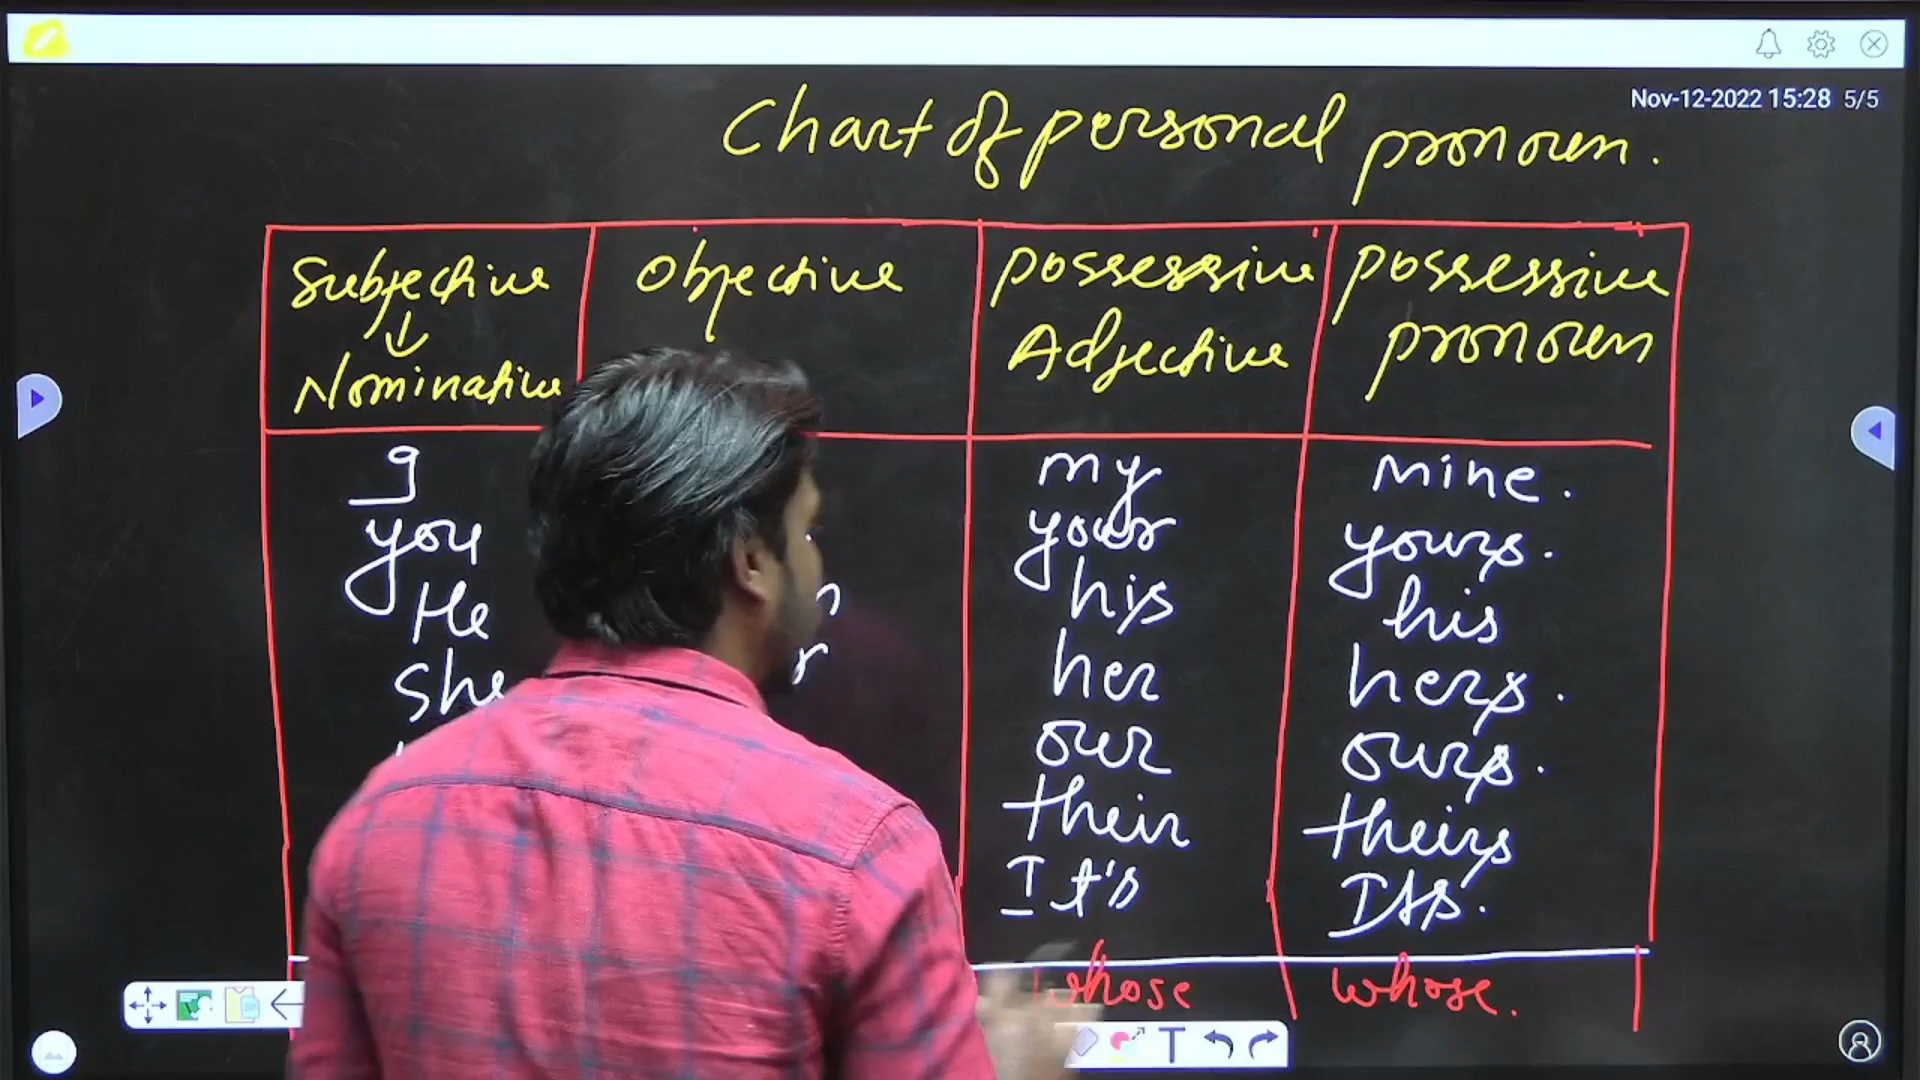 Nov-12-2022 15:28 5/5
Chart of personal pronoun.
Subjective Objective possessive possessive
Nominative Adjective pronoun
I my mine.
you your yours.
He his his
She her hers.
our ours.
their theirs
It's Its.
whose whose.
T